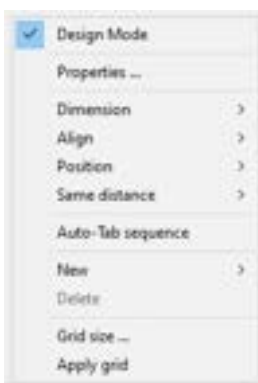 Design Mode
Properties ...
Dimension
Align
Position
Same distance
Auto-Tab sequence
New
Delete
Grid size ...
Apply grid